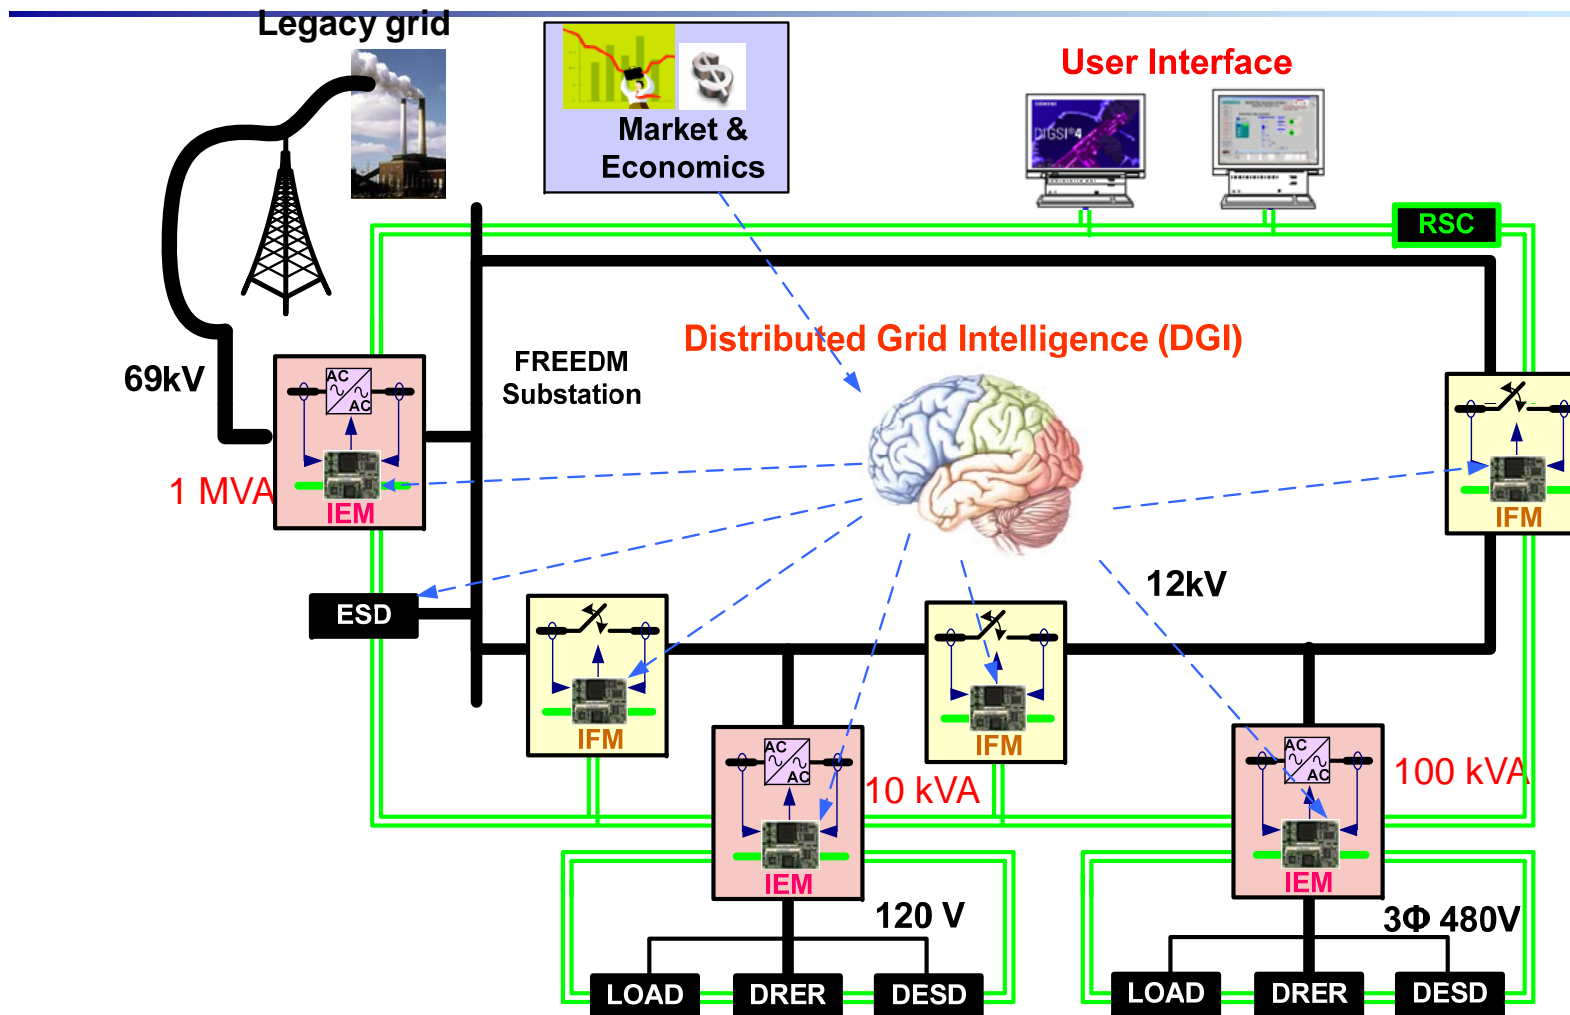 Legacy grid
Market &
Economics
User Interface
DIGSI®4
RSC
Distributed Grid Intelligence (DGI)
FREEDM
Substation
69kV
AC
AC
1 MVA
IEM
IFM
12kV
ESD
IFM
IFM
AC
AC
10 kVA
IEM
AC
AC
100 kVA
IEM
120 V
3Φ 480V
LOAD
DRER
DESD
LOAD
DRER
DESD